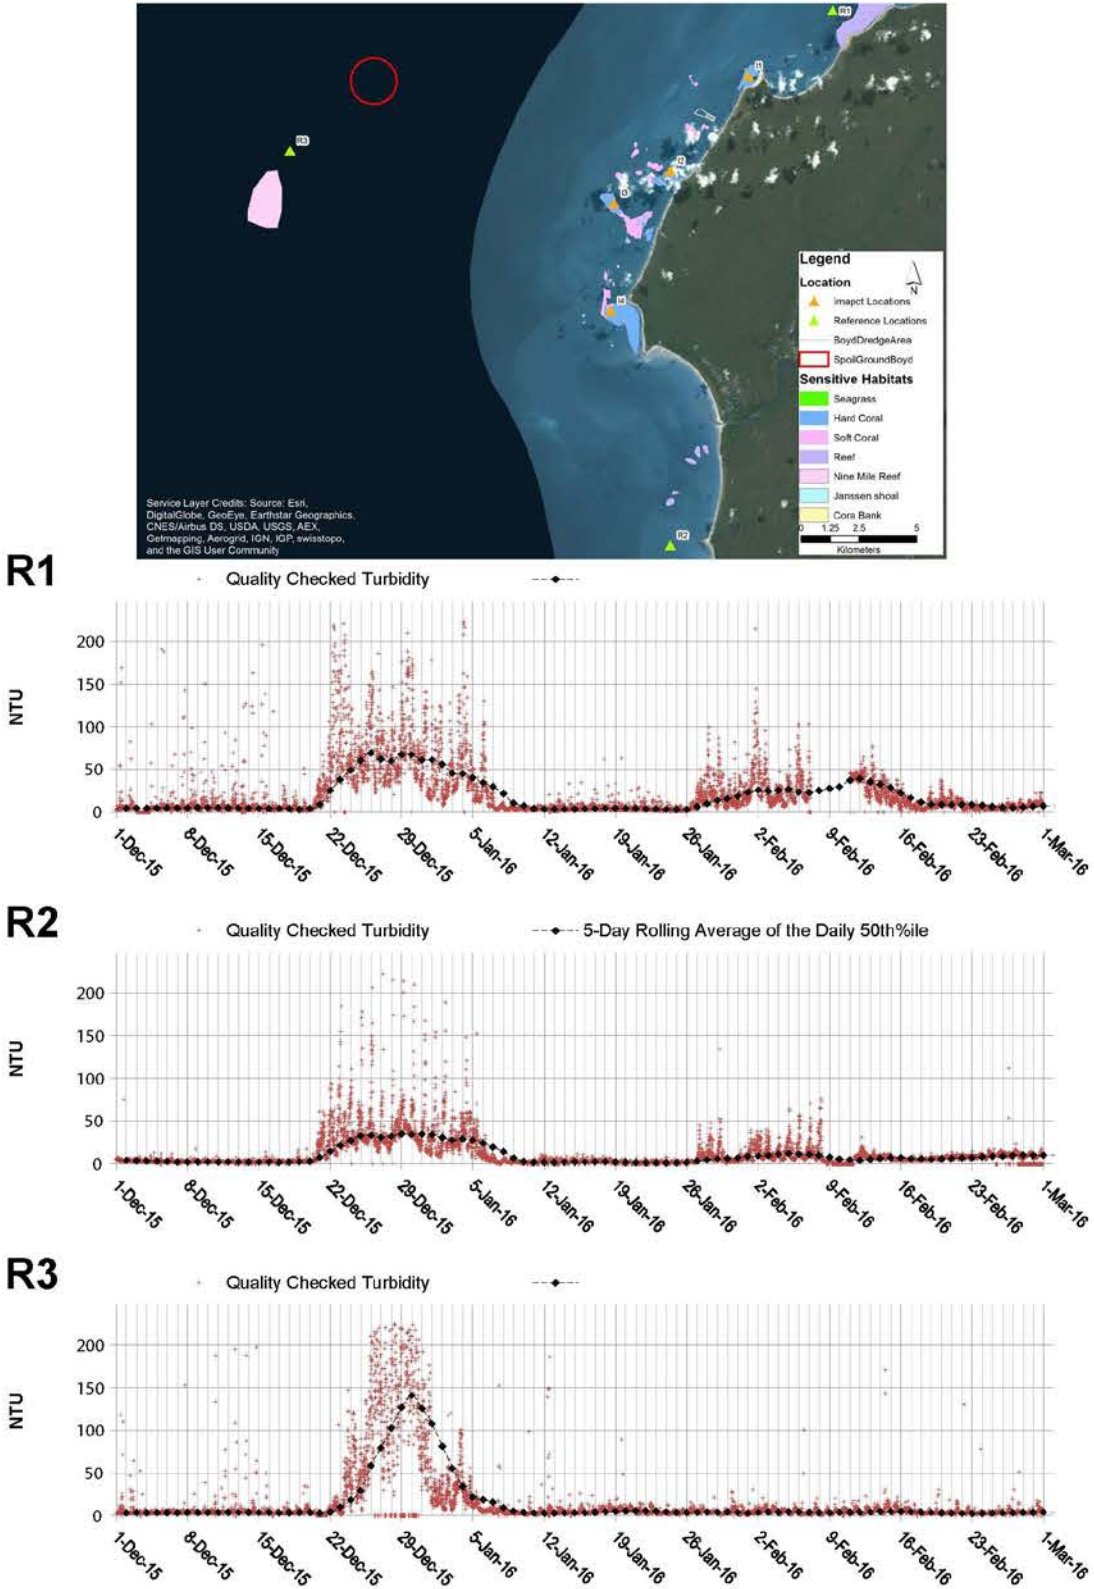 R1
I1
R3
I2
I3
I4
R2
Legend
N
Location
Imapct Locations
Reference Locations
BoydDredgeArea
SpoilGroundBoyd
Sensitive Habitats
Seagrass
Hard Coral
Soft Coral
Reef
Nine Mile Reef
Janssen shoal
Cora Bank
0 1.25 2.5 5
Kilometers
Service Layer Credits: Source: Esri,
DigitalGlobe, GeoEye, Earthstar Geographics,
CNES/Airbus DS, USDA, USGS, AEX,
Getmapping, Aerogrid, IGN, IGP, swisstopo,
and the GIS User Community
R1
Quality Checked Turbidity
NTU
200
150
100
50
0
1-Dec-15 8-Dec-15 15-Dec-15 22-Dec-15 29-Dec-15 5-Jan-16 12-Jan-16 19-Jan-16 26-Jan-16 2-Feb-16 9-Feb-16 16-Feb-16 23-Feb-16 1-Mar-16
R2
Quality Checked Turbidity 5-Day Rolling Average of the Daily 50th%ile
NTU
200
150
100
50
0
1-Dec-15 8-Dec-15 15-Dec-15 22-Dec-15 29-Dec-15 5-Jan-16 12-Jan-16 19-Jan-16 26-Jan-16 2-Feb-16 9-Feb-16 16-Feb-16 23-Feb-16 1-Mar-16
R3
Quality Checked Turbidity
NTU
200
150
100
50
0
1-Dec-15 8-Dec-15 15-Dec-15 22-Dec-15 29-Dec-15 5-Jan-16 12-Jan-16 19-Jan-16 26-Jan-16 2-Feb-16 9-Feb-16 16-Feb-16 23-Feb-16 1-Mar-16